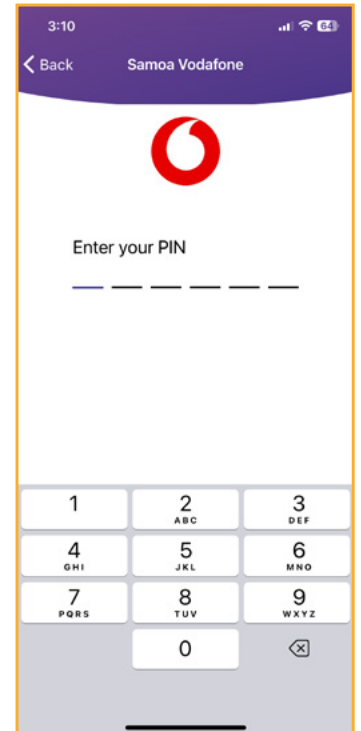 3:10 64
Back Samoa Vodafone
Enter your PIN
1 2 3
ABC DEF
4 5 6
GHI JKL MNO
7 8 9
PQRS TUV WXYZ
0